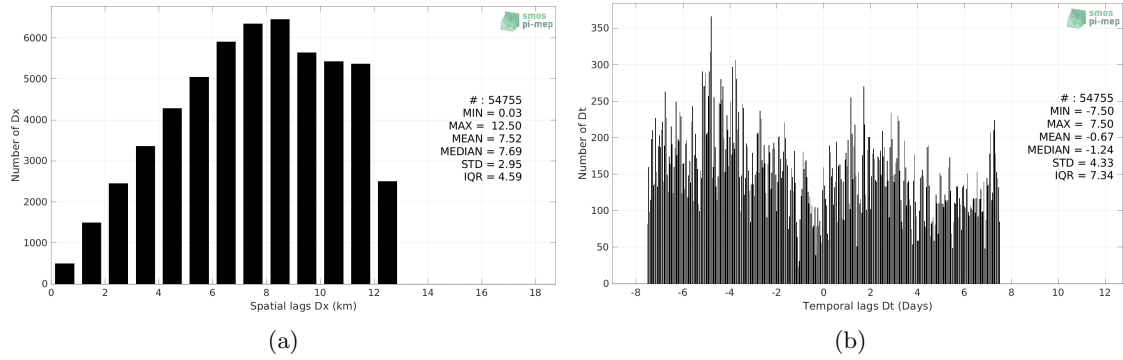 smos
pi-mep
Number of Dx
6000
5000
4000
3000
2000
1000
0
# : 54755
MIN = 0.03
MAX = 12.50
MEAN = 7.52
MEDIAN = 7.69
STD = 2.95
IQR = 4.59
0 2 4 6 8 10 12 14 16 18
Spatial lags Dx (km)
(a)
smos
pi-mep
Number of Dt
350
300
250
200
150
100
50
0
# : 54755
MIN = -7.50
MAX = 7.50
MEAN = -0.67
MEDIAN = -1.24
STD = 4.33
IQR = 7.34
-8 -6 -4 -2 0 2 4 6 8 10 12
Temporal lags Dt (Days)
(b)